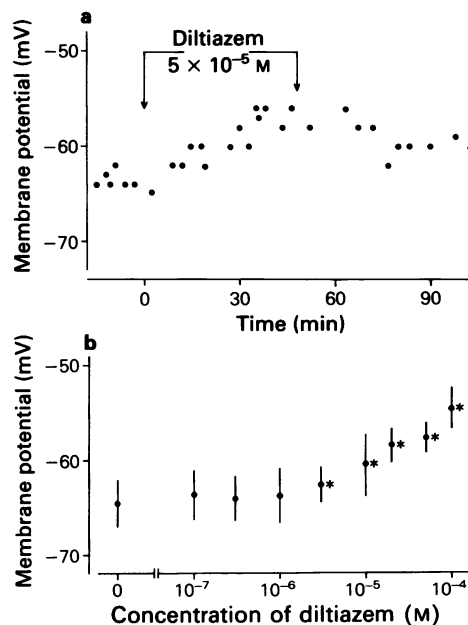 a
Diltiazem
5 × 10⁻⁵ M
Membrane potential (mV)
−50
−60
−70
0 30 60 90
Time (min)
b
Membrane potential (mV)
−50
−60
−70
* * * * *
0 10⁻⁷ 10⁻⁶ 10⁻⁵ 10⁻⁴
Concentration of diltiazem (M)